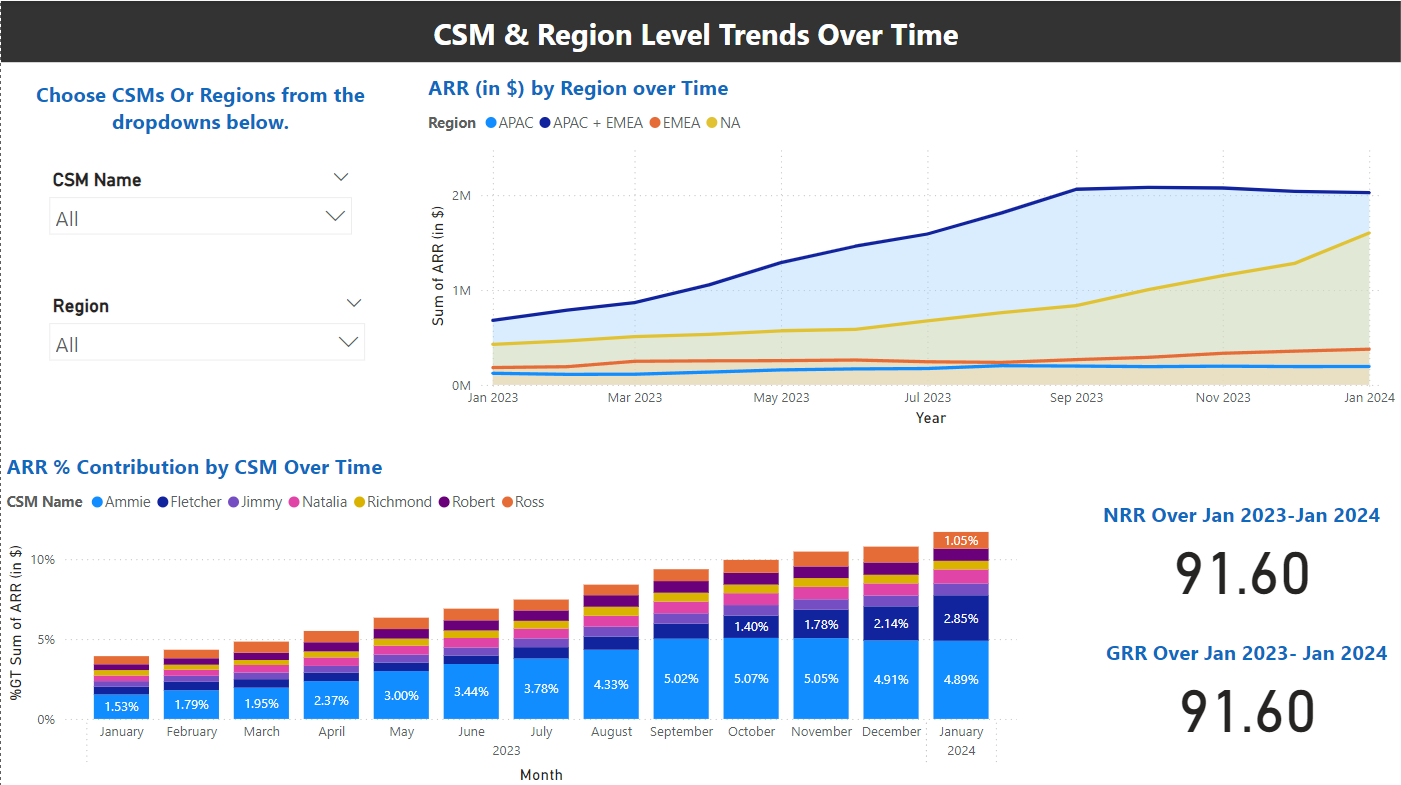 CSM & Region Level Trends Over Time
Choose CSMs Or Regions from the
dropdowns below.
CSM Name
All
Region
All
ARR (in $) by Region over Time
Region APAC APAC + EMEA EMEA NA
Sum of ARR (in $)
2M
1M
0M
Jan 2023 Mar 2023 May 2023 Jul 2023 Sep 2023 Nov 2023 Jan 2024
Year
ARR % Contribution by CSM Over Time
CSM Name Ammie Fletcher Jimmy Natalia Richmond Robert Ross
%GT Sum of ARR (in $)
10%
5%
0%
1.05%
1.40% 1.78% 2.14% 2.85%
1.53% 1.79% 1.95% 2.37% 3.00% 3.44% 3.78% 4.33% 5.02% 5.07% 5.05% 4.91% 4.89%
January February March April May June July August September October November December January
2023 2024
Month
NRR Over Jan 2023-Jan 2024
91.60
GRR Over Jan 2023- Jan 2024
91.60